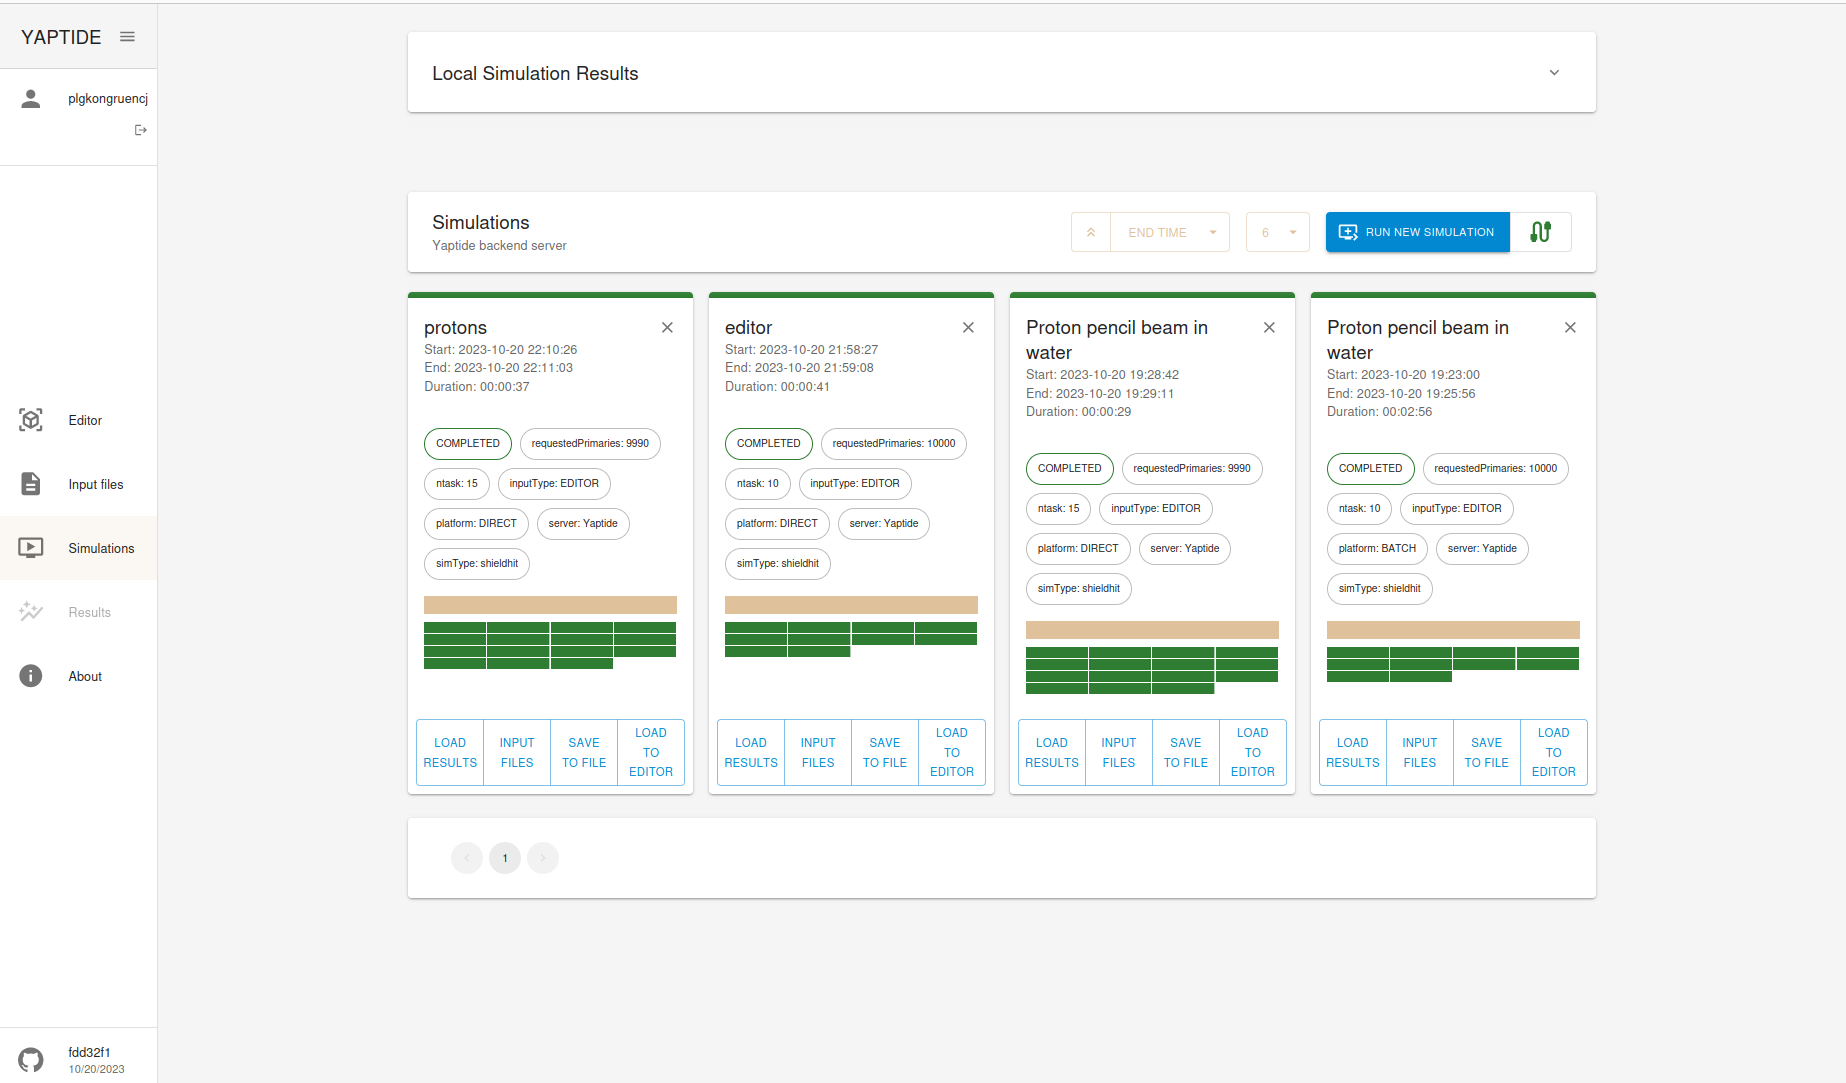 YAPTIDE
plgkongruencj
Editor
Input files
Simulations
Results
About
fdd32f1
10/20/2023
Local Simulation Results
Simulations
Yaptide backend server
END TIME
6
RUN NEW SIMULATION
protons
Start: 2023-10-20 22:10:26
End: 2023-10-20 22:11:03
Duration: 00:00:37
COMPLETED
requestedPrimaries: 9990
ntask: 15
inputType: EDITOR
platform: DIRECT
server: Yaptide
simType: shieldhit
LOAD
RESULTS
INPUT
FILES
SAVE
TO FILE
LOAD
TO
EDITOR
editor
Start: 2023-10-20 21:58:27
End: 2023-10-20 21:59:08
Duration: 00:00:41
COMPLETED
requestedPrimaries: 10000
ntask: 10
inputType: EDITOR
platform: DIRECT
server: Yaptide
simType: shieldhit
LOAD
RESULTS
INPUT
FILES
SAVE
TO FILE
LOAD
TO
EDITOR
Proton pencil beam in
water
Start: 2023-10-20 19:28:42
End: 2023-10-20 19:29:11
Duration: 00:00:29
COMPLETED
requestedPrimaries: 9990
ntask: 15
inputType: EDITOR
platform: DIRECT
server: Yaptide
simType: shieldhit
LOAD
RESULTS
INPUT
FILES
SAVE
TO FILE
LOAD
TO
EDITOR
Proton pencil beam in
water
Start: 2023-10-20 19:23:00
End: 2023-10-20 19:25:56
Duration: 00:02:56
COMPLETED
requestedPrimaries: 10000
ntask: 10
inputType: EDITOR
platform: BATCH
server: Yaptide
simType: shieldhit
LOAD
RESULTS
INPUT
FILES
SAVE
TO FILE
LOAD
TO
EDITOR
1